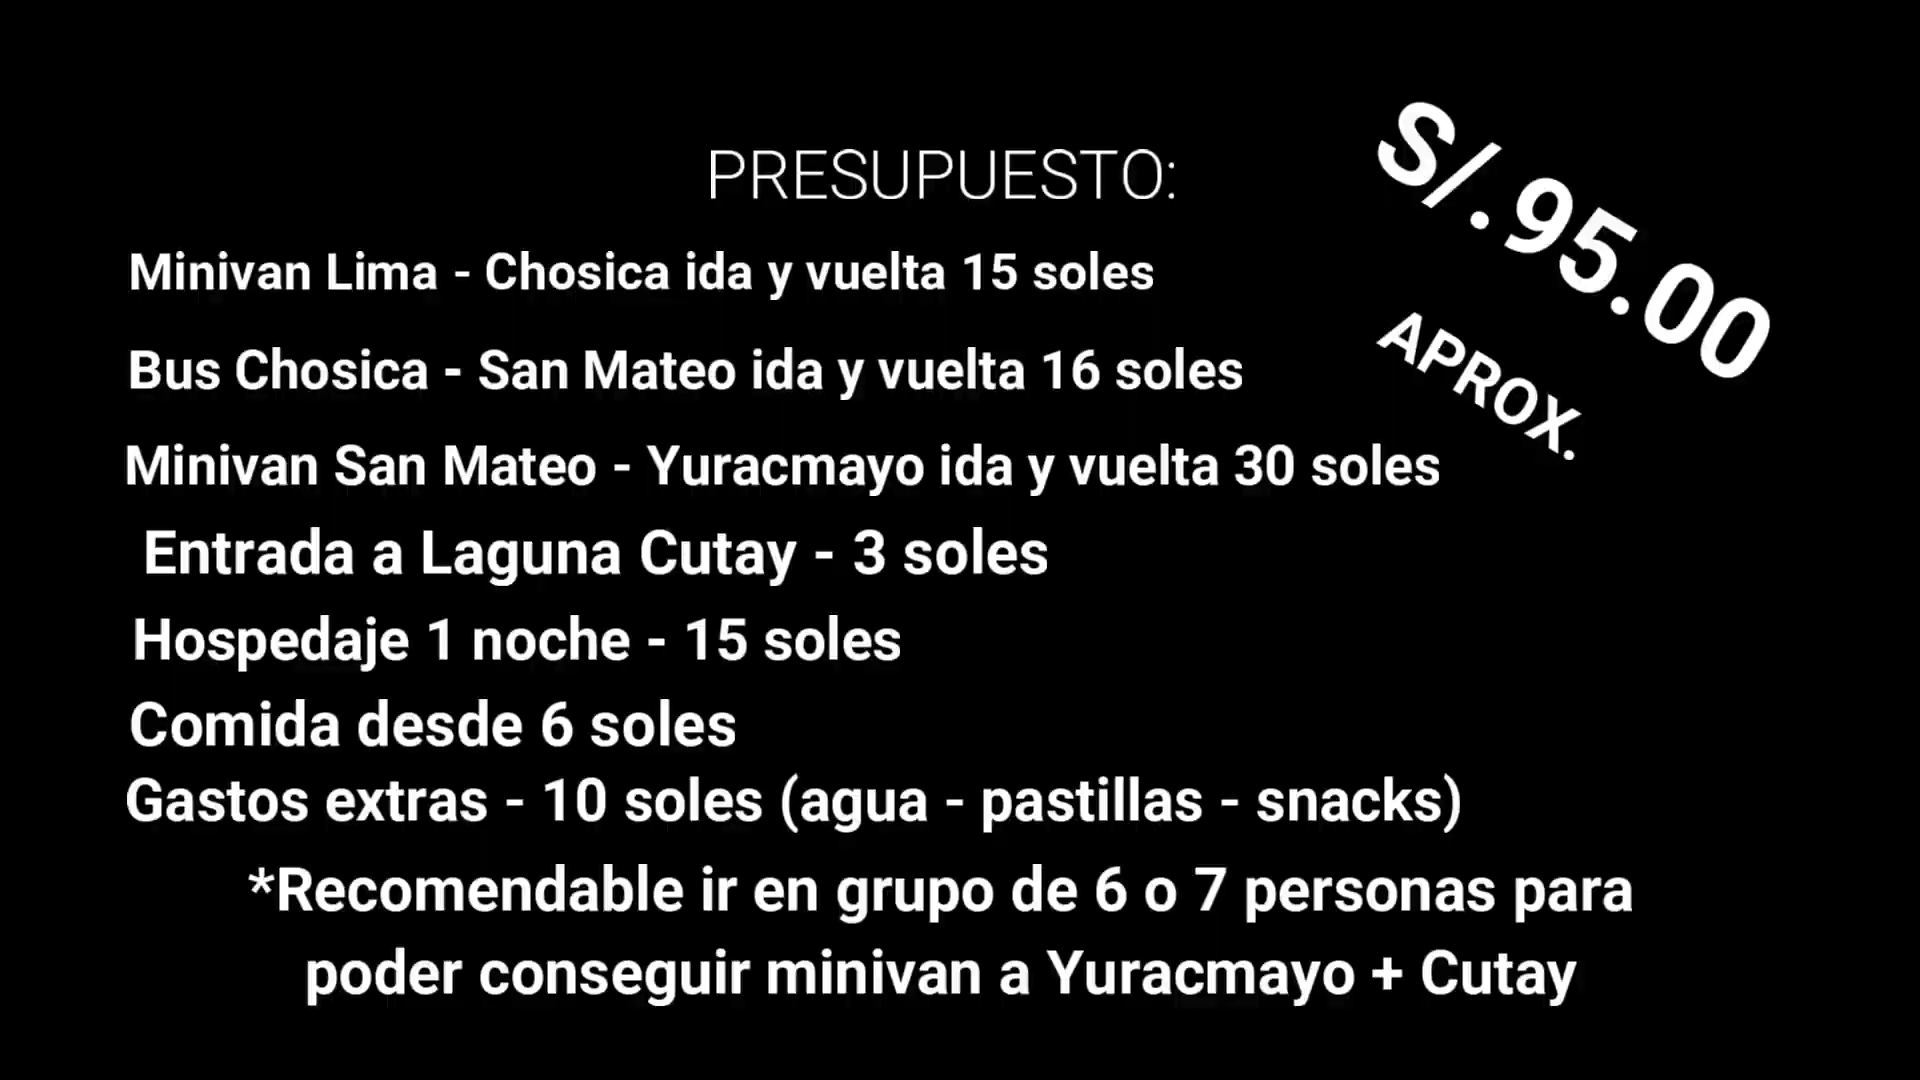 PRESUPUESTO:
S/.95.00
APROX.
Minivan Lima - Chosica ida y vuelta 15 soles
Bus Chosica - San Mateo ida y vuelta 16 soles
Minivan San Mateo - Yuracmayo ida y vuelta 30 soles
Entrada a Laguna Cutay - 3 soles
Hospedaje 1 noche - 15 soles
Comida desde 6 soles
Gastos extras - 10 soles (agua - pastillas - snacks)
*Recomendable ir en grupo de 6 o 7 personas para
poder conseguir minivan a Yuracmayo + Cutay